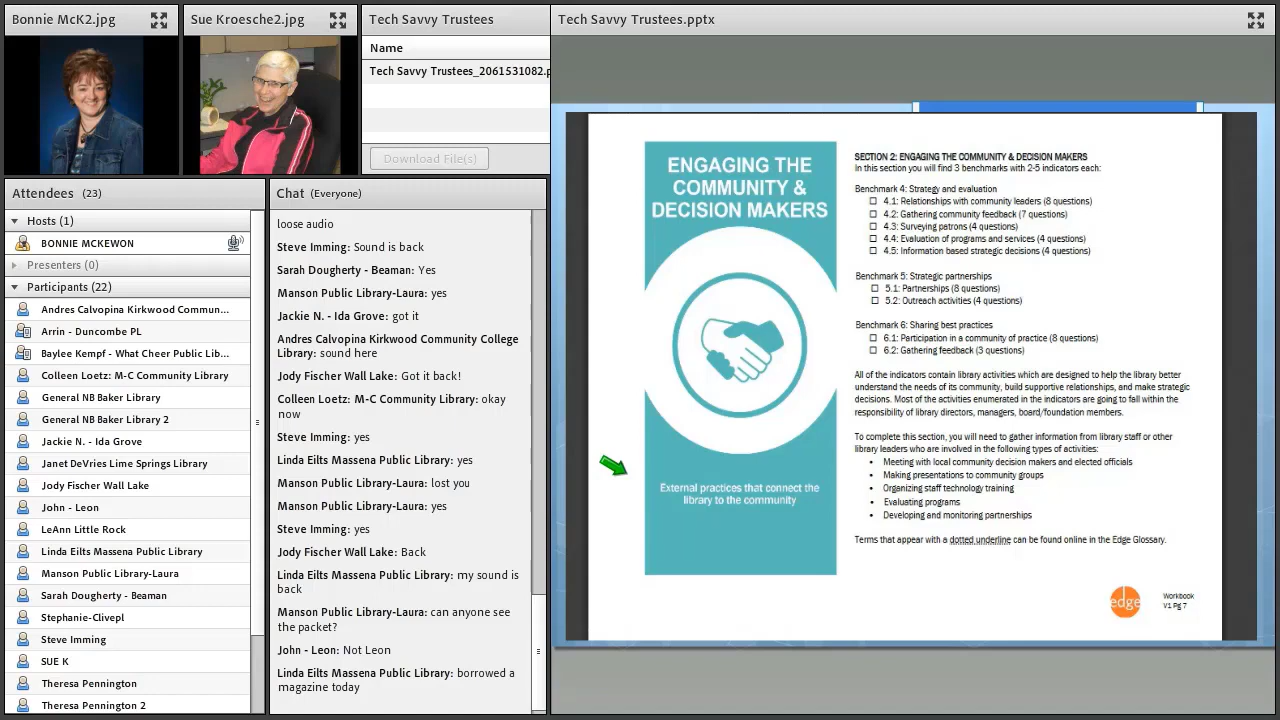 Bonnie McK2.jpg
Sue Kroesche2.jpg
Tech Savvy Trustees
Name
Tech Savvy Trustees_2061531082.p
Download File(s)
Attendees (23)
Hosts (1)
BONNIE MCKEWON
Presenters (0)
Participants (22)
Andres Calvopina Kirkwood Commun...
Arrin - Duncombe PL
Baylee Kempf - What Cheer Public Lib...
Colleen Loetz: M-C Community Library
General NB Baker Library
General NB Baker Library 2
Jackie N. - Ida Grove
Janet DeVries Lime Springs Library
Jody Fischer Wall Lake
John - Leon
LeAnn Little Rock
Linda Eilts Massena Public Library
Manson Public Library-Laura
Sarah Dougherty - Beaman
Stephanie-Clivepl
Steve Imming
SUE K
Theresa Pennington
Theresa Pennington 2
Chat (Everyone)
loose audio
Steve Imming: Sound is back
Sarah Dougherty - Beaman: Yes
Manson Public Library-Laura: yes
Jackie N. - Ida Grove: got it
Andres Calvopina Kirkwood Community College
Library: sound here
Jody Fischer Wall Lake: Got it back!
Colleen Loetz: M-C Community Library: okay
now
Steve Imming: yes
Linda Eilts Massena Public Library: yes
Manson Public Library-Laura: lost you
Manson Public Library-Laura: yes
Steve Imming: yes
Jody Fischer Wall Lake: Back
Linda Eilts Massena Public Library: my sound is
back
Manson Public Library-Laura: can anyone see
the packet?
John - Leon: Not Leon
Linda Eilts Massena Public Library: borrowed a
magazine today
Tech Savvy Trustees.pptx
ENGAGING THE
COMMUNITY &
DECISION MAKERS
External practices that connect the
library to the community
SECTION 2: ENGAGING THE COMMUNITY & DECISION MAKERS
In this section you will find 3 benchmarks with 2-5 indicators each:
Benchmark 4: Strategy and evaluation
4.1: Relationships with community leaders (8 questions)
4.2: Gathering community feedback (7 questions)
4.3: Surveying patrons (4 questions)
4.4: Evaluation of programs and services (4 questions)
4.5: Information based strategic decisions (4 questions)
Benchmark 5: Strategic partnerships
5.1: Partnerships (8 questions)
5.2: Outreach activities (4 questions)
Benchmark 6: Sharing best practices
6.1: Participation in a community of practice (8 questions)
6.2: Gathering feedback (3 questions)
All of the indicators contain library activities which are designed to help the library better
understand the needs of its community, build supportive relationships, and make strategic
decisions. Most of the activities enumerated in the indicators are going to fall within the
responsibility of library directors, managers, board/foundation members.
To complete this section, you will need to gather information from library staff or other
library leaders who are involved in the following types of activities:
• Meeting with local community decision makers and elected officials
• Making presentations to community groups
• Organizing staff technology training
• Evaluating programs
• Developing and monitoring partnerships
Terms that appear with a dotted underline can be found online in the Edge Glossary.
edge
Workbook
V1 Pg 7